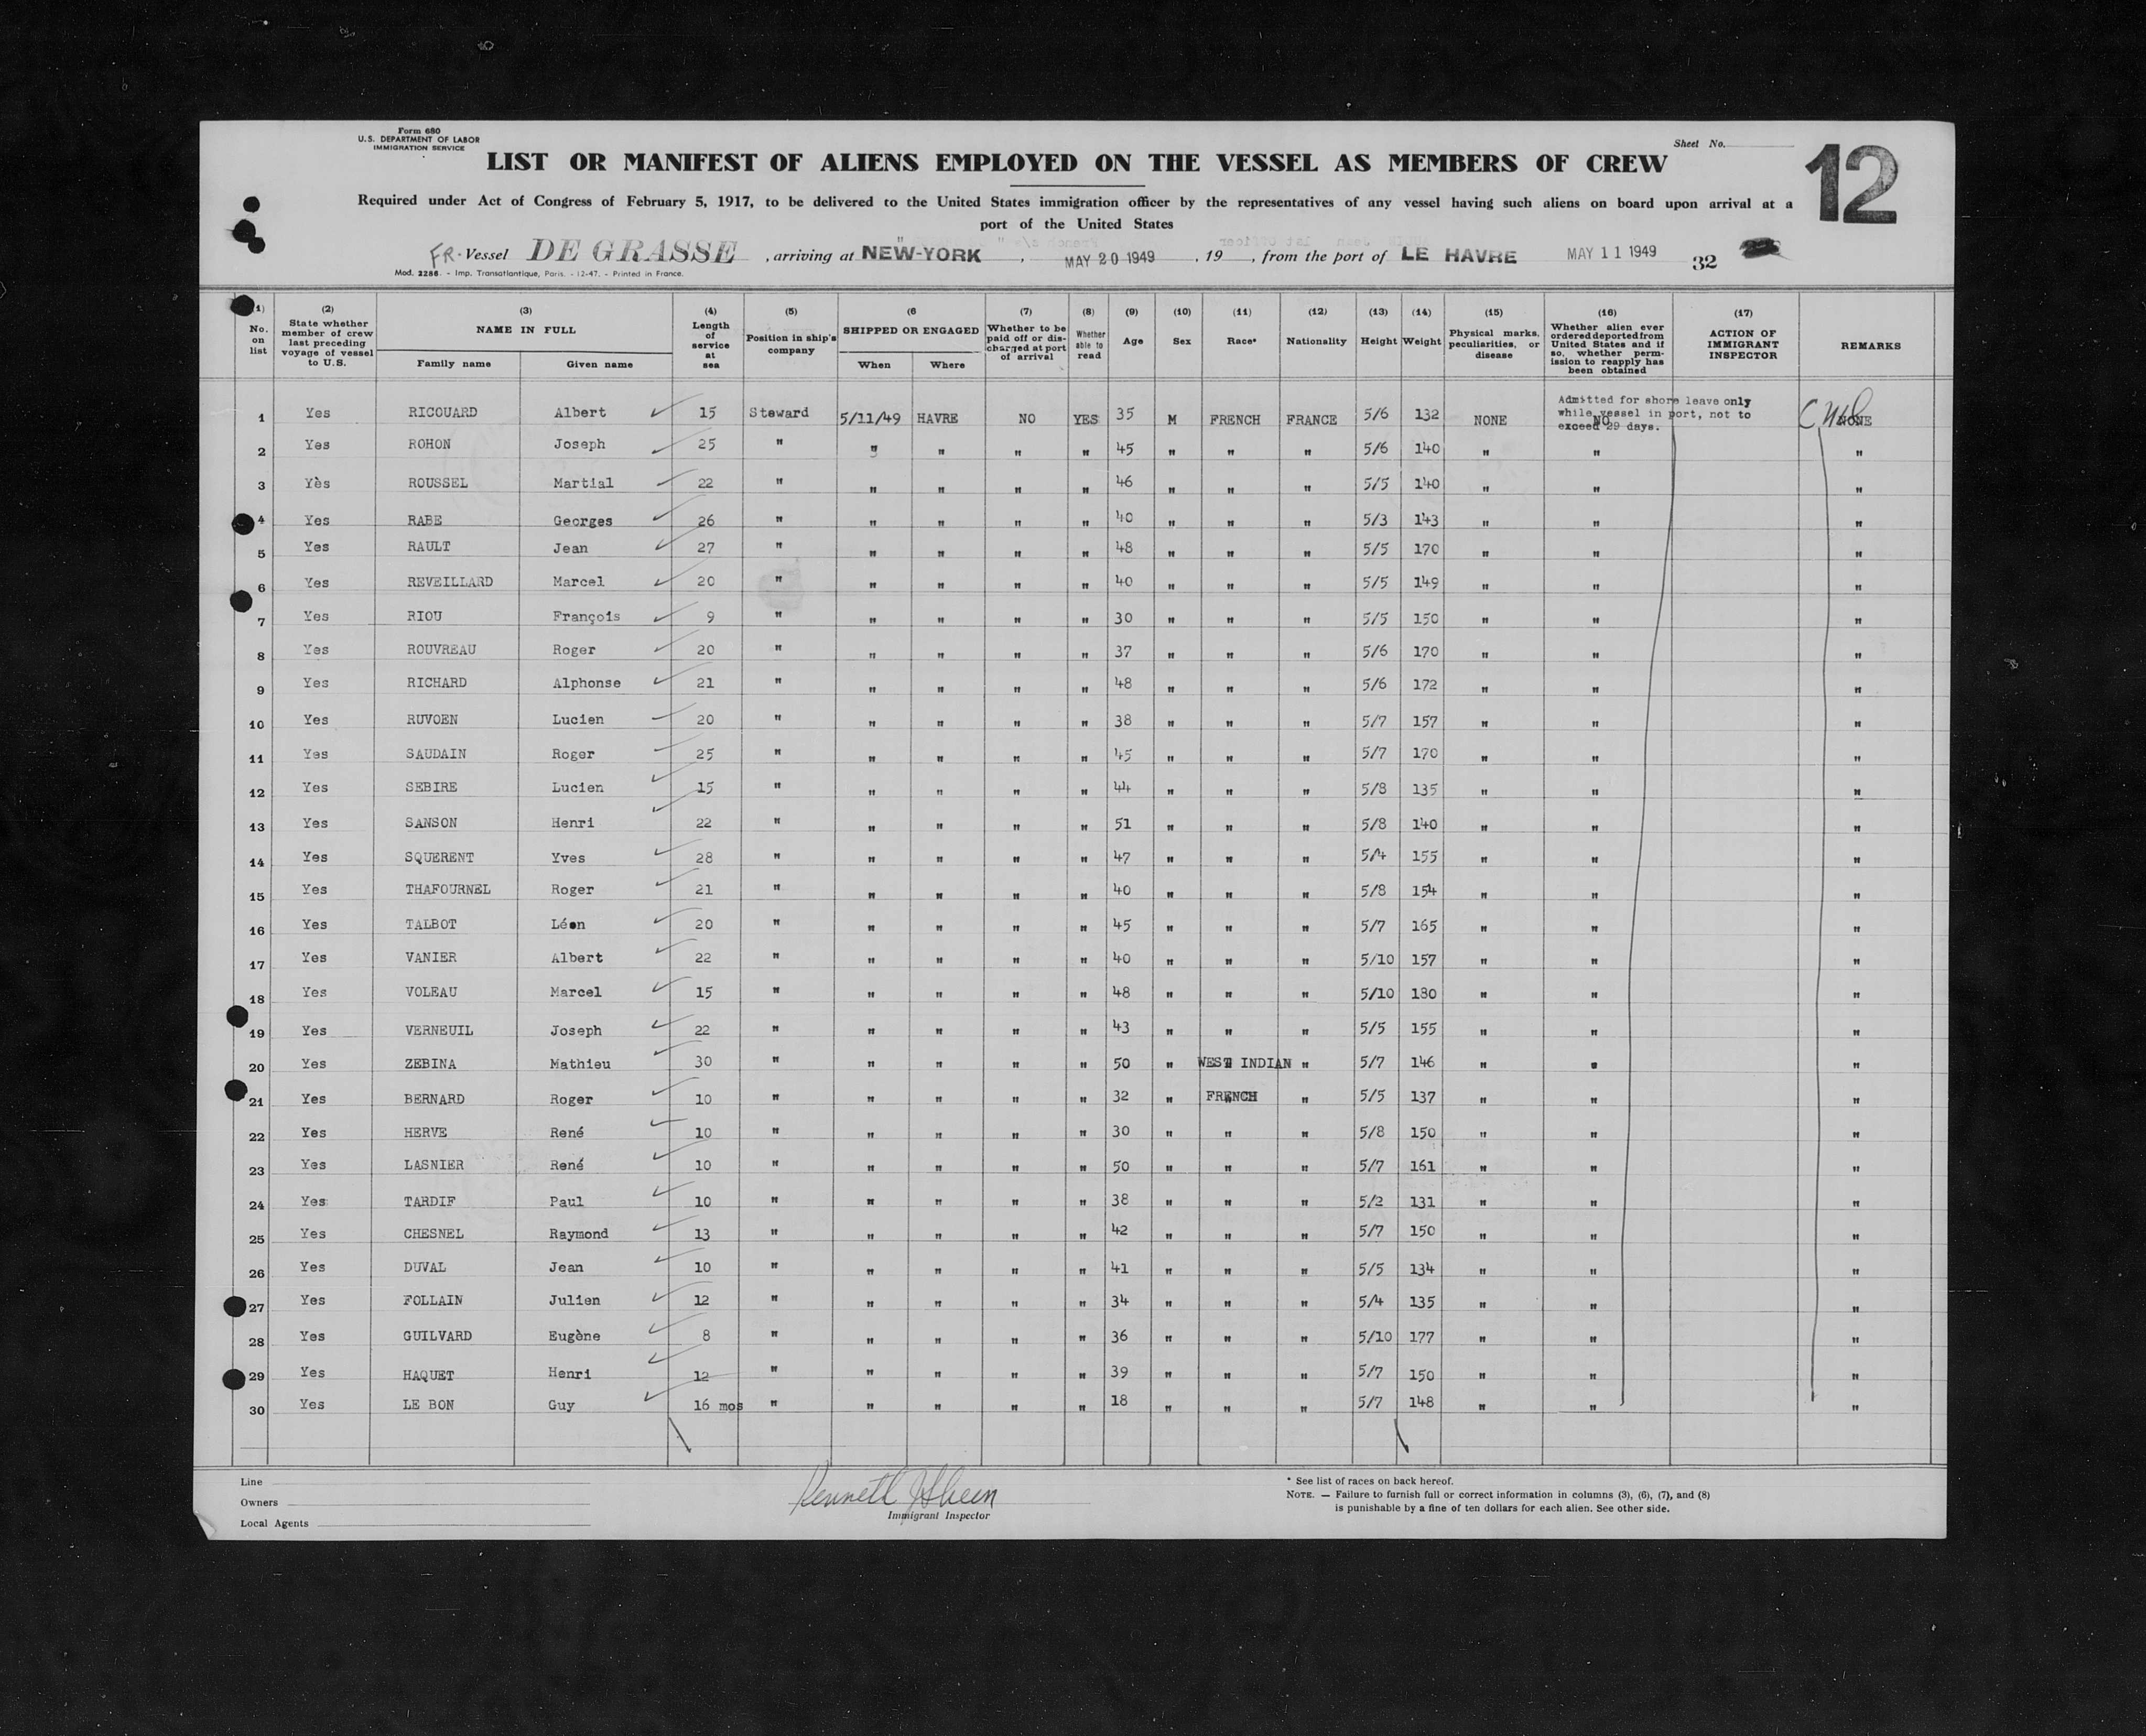 Form 680
U.S. DEPARTMENT OF LABOR
IMMIGRATION SERVICE
Sheet No.
12
LIST OR MANIFEST OF ALIENS EMPLOYED ON THE VESSEL AS MEMBERS OF CREW
Required under Act of Congress of February 5, 1917, to be delivered to the United States immigration officer by the representatives of any vessel having such aliens on board upon arrival at a
port of the United States
FR. Vessel DE GRASSE , arriving at NEW-YORK , MAY 20 1949 , 19 , from the port of LE HAVRE MAY 11 1949 32
Mod. 2288. - Imp. Transatlantique, Paris. - 12-47. - Printed in France.
(1) No. on list (2) State whether member of crew last preceding voyage of vessel to U.S. (3) NAME IN FULL Family name Given name (4) Length of service at sea (5) Position in ship's company (6 SHIPPED OR ENGAGED When Where (7) Whether to be paid off or discharged at port of arrival (8) Whether able to read (9) Age (10) Sex (11) Race* (12) Nationality (13) Height (14) Weight (15) Physical marks, peculiarities, or disease (16) Whether alien ever ordered deported from United States and if so, whether permission to reapply has been obtained (17) ACTION OF IMMIGRANT INSPECTOR REMARKS
Admitted for shore leave only
while vessel in port, not to
exceed 29 days.
1 Yes RICOUARD Albert 15 Steward 5/11/49 HAVRE NO YES 35 M FRENCH FRANCE 5/6 132 NONE NO NONE
2 Yes ROHON Joseph 25 " " " " " 45 " " " 5/6 140 " " "
3 Yès ROUSSEL Martial 22 " " " " " 46 " " " 5/5 140 " " "
4 Yes RABE Georges 26 " " " " " 40 " " " 5/3 143 " " "
5 Yes RAULT Jean 27 " " " " " 48 " " " 5/5 170 " " "
6 Yes REVEILLARD Marcel 20 " " " " " 40 " " " 5/5 149 " " "
7 Yes RIOU François 9 " " " " " 30 " " " 5/5 150 " " "
8 Yes ROUVREAU Roger 20 " " " " " 37 " " " 5/6 170 " " "
9 Yes RICHARD Alphonse 21 " " " " " 48 " " " 5/6 172 " " "
10 Yes RUVOEN Lucien 20 " " " " " 38 " " " 5/7 157 " " "
11 Yes SAUDAIN Roger 25 " " " " " 45 " " " 5/7 170 " " "
12 Yes SEBIRE Lucien 15 " " " " " 44 " " " 5/8 135 " " "
13 Yes SANSON Henri 22 " " " " " 51 " " " 5/8 140 " " "
14 Yes SQUERENT Yves 28 " " " " " 47 " " " 5/4 155 " " "
15 Yes THAFOURNEL Roger 21 " " " " " 40 " " " 5/8 154 " " "
16 Yes TALBOT Léon 20 " " " " " 45 " " " 5/7 165 " " "
17 Yes VANIER Albert 22 " " " " " 40 " " " 5/10 157 " " "
18 Yes VOLEAU Marcel 15 " " " " " 48 " " " 5/10 180 " " "
19 Yes VERNEUIL Joseph 22 " " " " " 43 " " " 5/5 155 " " "
20 Yes ZEBINA Mathieu 30 " " " " " 50 " WEST INDIAN " 5/7 146 " " "
21 Yes BERNARD Roger 10 " " " " " 32 " FRENCH " 5/5 137 " " "
22 Yes HERVE René 10 " " " " " 30 " " " 5/8 150 " " "
23 Yes LASNIER René 10 " " " " " 50 " " " 5/7 161 " " "
24 Yes TARDIF Paul 10 " " " " " 38 " " " 5/2 131 " " "
25 Yes CHESNEL Raymond 13 " " " " " 42 " " " 5/7 150 " " "
26 Yes DUVAL Jean 10 " " " " " 41 " " " 5/5 134 " " "
27 Yes FOLLAIN Julien 12 " " " " " 34 " " " 5/4 135 " " "
28 Yes GUILVARD Eugène 8 " " " " " 36 " " " 5/10 177 " " "
29 Yes HAQUET Henri 12 " " " " " 39 " " " 5/7 150 " " "
30 Yes LE BON Guy 16 mos " " " " " 18 " " " 5/7 148 " " "
Line
Owners
Local Agents
Kenneth
Immigrant Inspector
* See list of races on back hereof.
NOTE. — Failure to furnish full or correct information in columns (3), (6), (7), and (8)
is punishable by a fine of ten dollars for each alien. See other side.